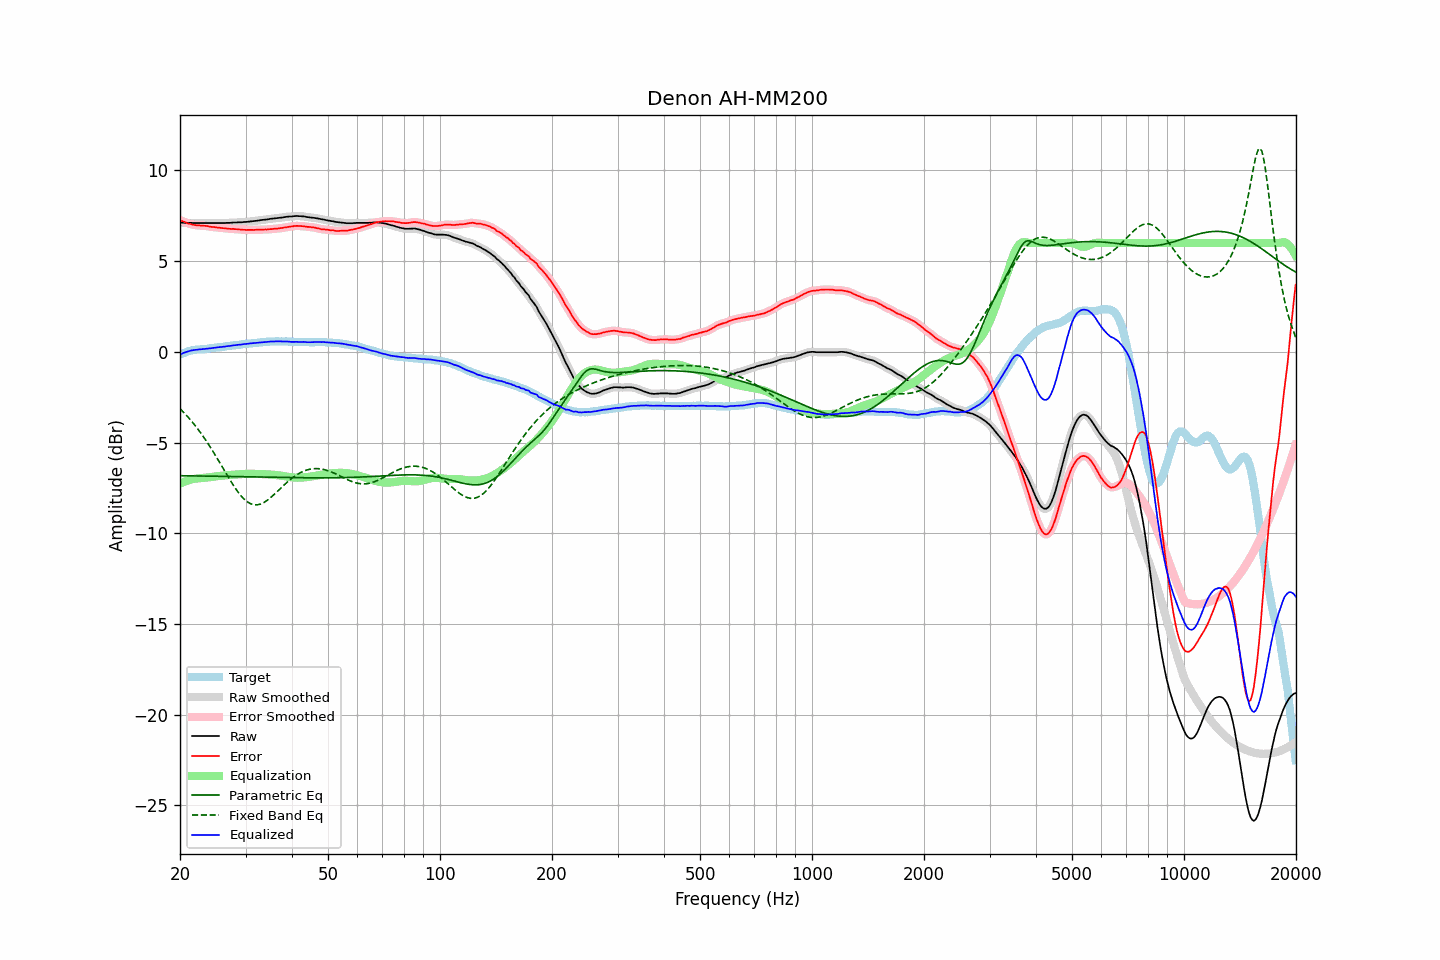 Denon AH-MM200
Amplitude (dBr)
10
5
0
−5
−10
−15
−20
−25
Target
Raw Smoothed
Error Smoothed
Raw
Error
Equalization
Parametric Eq
Fixed Band Eq
Equalized
20 50 100 200 500 1000 2000 5000 10000 20000
Frequency (Hz)